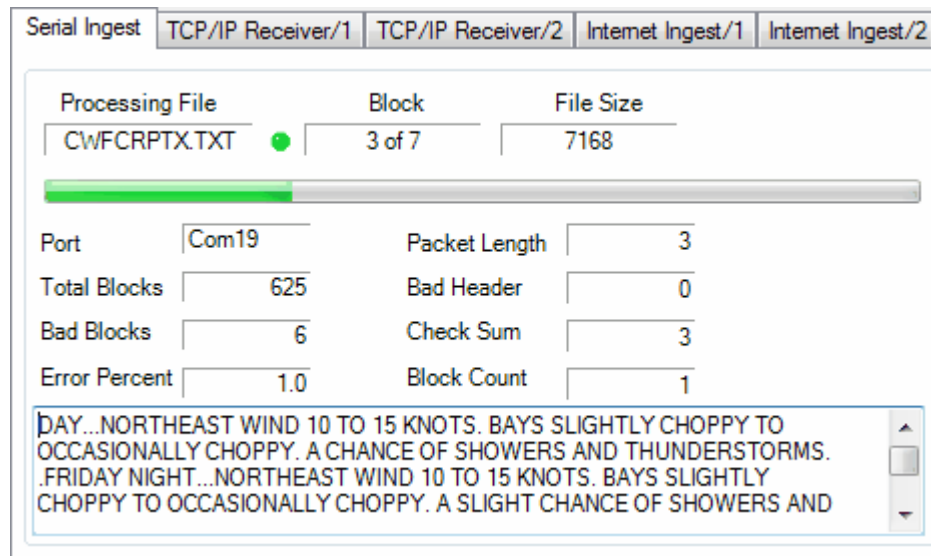 Serial Ingest TCP/IP Receiver/1 TCP/IP Receiver/2 Internet Ingest/1 Internet Ingest/2
Processing File Block File Size
CWFCRPTX.TXT 3 of 7 7168
Port Com19 Packet Length 3
Total Blocks 625 Bad Header 0
Bad Blocks 6 Check Sum 3
Error Percent 1.0 Block Count 1
DAY...NORTHEAST WIND 10 TO 15 KNOTS. BAYS SLIGHTLY CHOPPY TO
OCCASIONALLY CHOPPY. A CHANCE OF SHOWERS AND THUNDERSTORMS.
.FRIDAY NIGHT...NORTHEAST WIND 10 TO 15 KNOTS. BAYS SLIGHTLY
CHOPPY TO OCCASIONALLY CHOPPY. A SLIGHT CHANCE OF SHOWERS AND